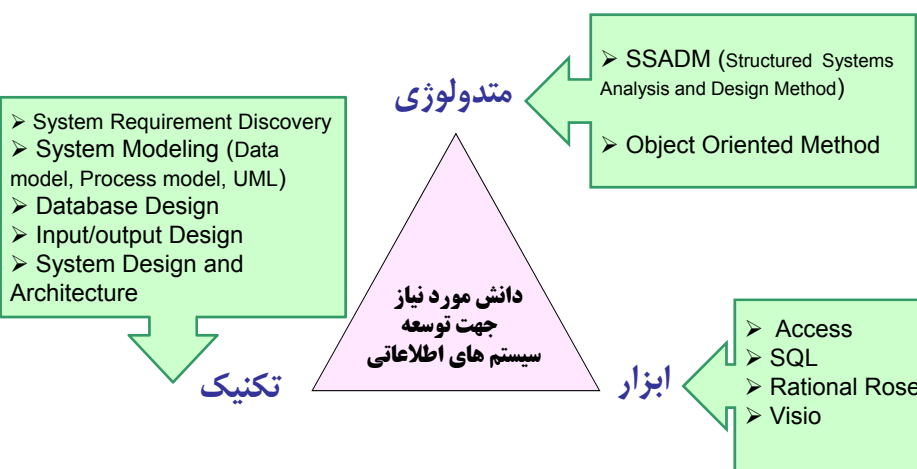 ➢ SSADM (Structured Systems
Analysis and Design Method)
➢ Object Oriented Method
متدولوژی
➢ System Requirement Discovery
➢ System Modeling (Data
model, Process model, UML)
➢ Database Design
➢ Input/output Design
➢ System Design and
Architecture
دانش مورد نیاز
جهت توسعه
سیستم های اطلاعاتی
تکنیک
ابزار
➢ Access
➢ SQL
➢ Rational Rose
➢ Visio